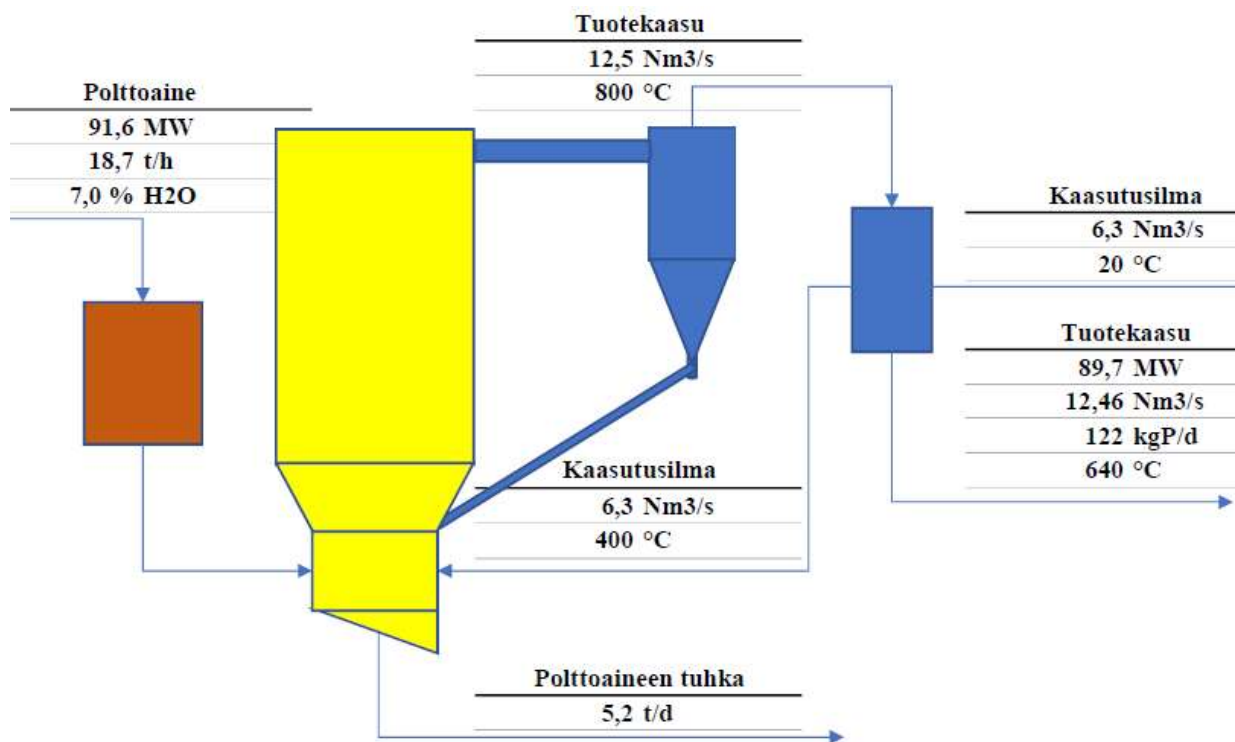 Tuotekaasu
12,5 Nm3/s
800 °C
Polttoaine
91,6 MW
18,7 t/h
7,0 % H2O
Kaasutusilma
6,3 Nm3/s
20 °C
Tuotekaasu
89,7 MW
12,46 Nm3/s
122 kgP/d
640 °C
Kaasutusilma
6,3 Nm3/s
400 °C
Polttoaineen tuhka
5,2 t/d